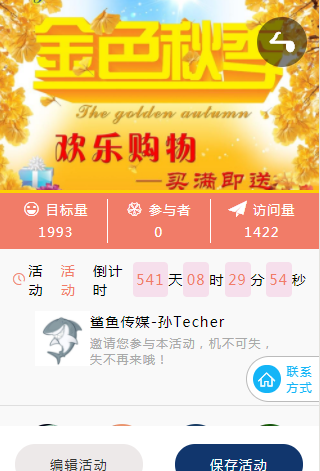 金色秋季
The golden autumn
欢乐购物
—买满即送
目标量 参与者 访问量
1993 0 1422
活动 活动 倒计时 541 天 08 时 29 分 54 秒
鲨鱼传媒-孙Techer
邀请您参与本活动，机不可失，
失不再来哦！
联系
方式
编辑活动 保存活动